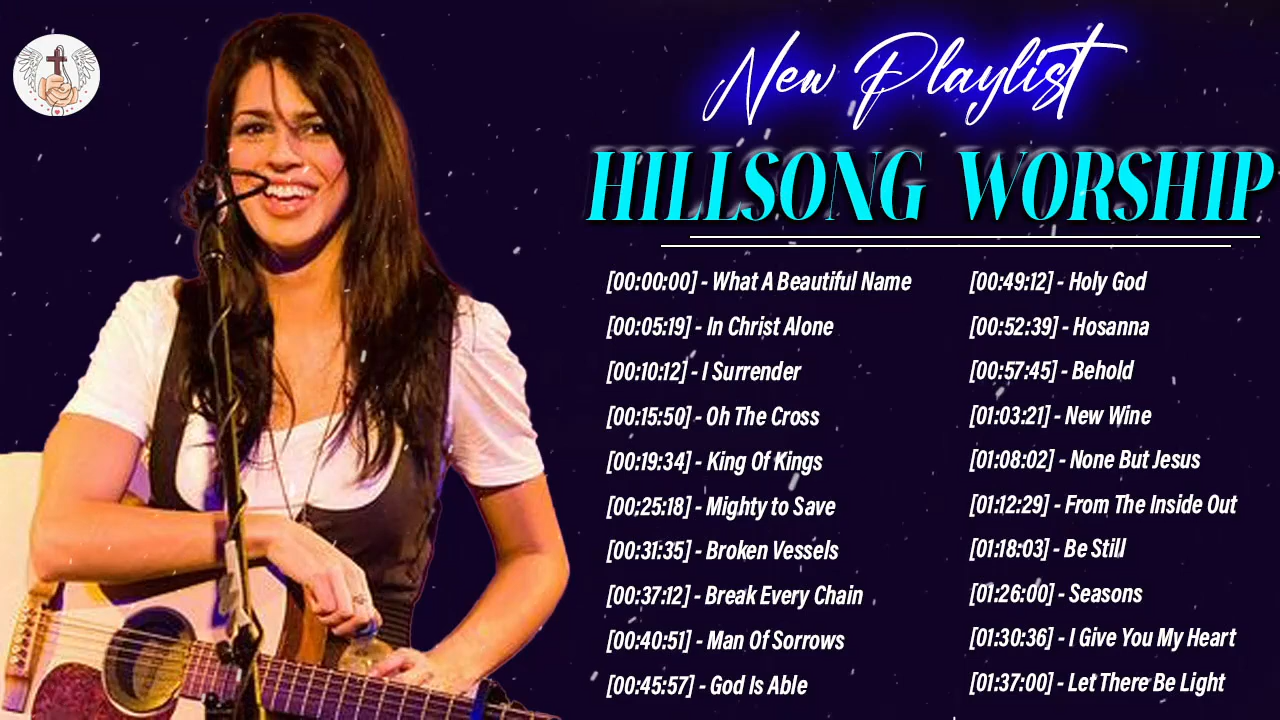 New Playlist
HILLSONG WORSHIP
[00:00:00] - What A Beautiful Name
[00:05:19] - In Christ Alone
[00:10:12] - I Surrender
[00:15:50] - Oh The Cross
[00:19:34] - King Of Kings
[00:25:18] - Mighty to Save
[00:31:35] - Broken Vessels
[00:37:12] - Break Every Chain
[00:40:51] - Man Of Sorrows
[00:45:57] - God Is Able
[00:49:12] - Holy God
[00:52:39] - Hosanna
[00:57:45] - Behold
[01:03:21] - New Wine
[01:08:02] - None But Jesus
[01:12:29] - From The Inside Out
[01:18:03] - Be Still
[01:26:00] - Seasons
[01:30:36] - I Give You My Heart
[01:37:00] - Let There Be Light